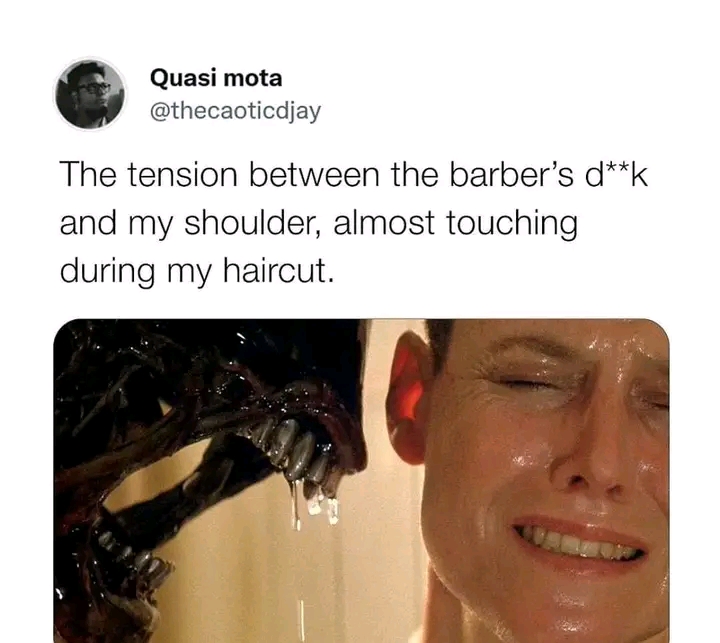 Quasi mota
@thecaoticdjay
The tension between the barber’s d**k
and my shoulder, almost touching
during my haircut.